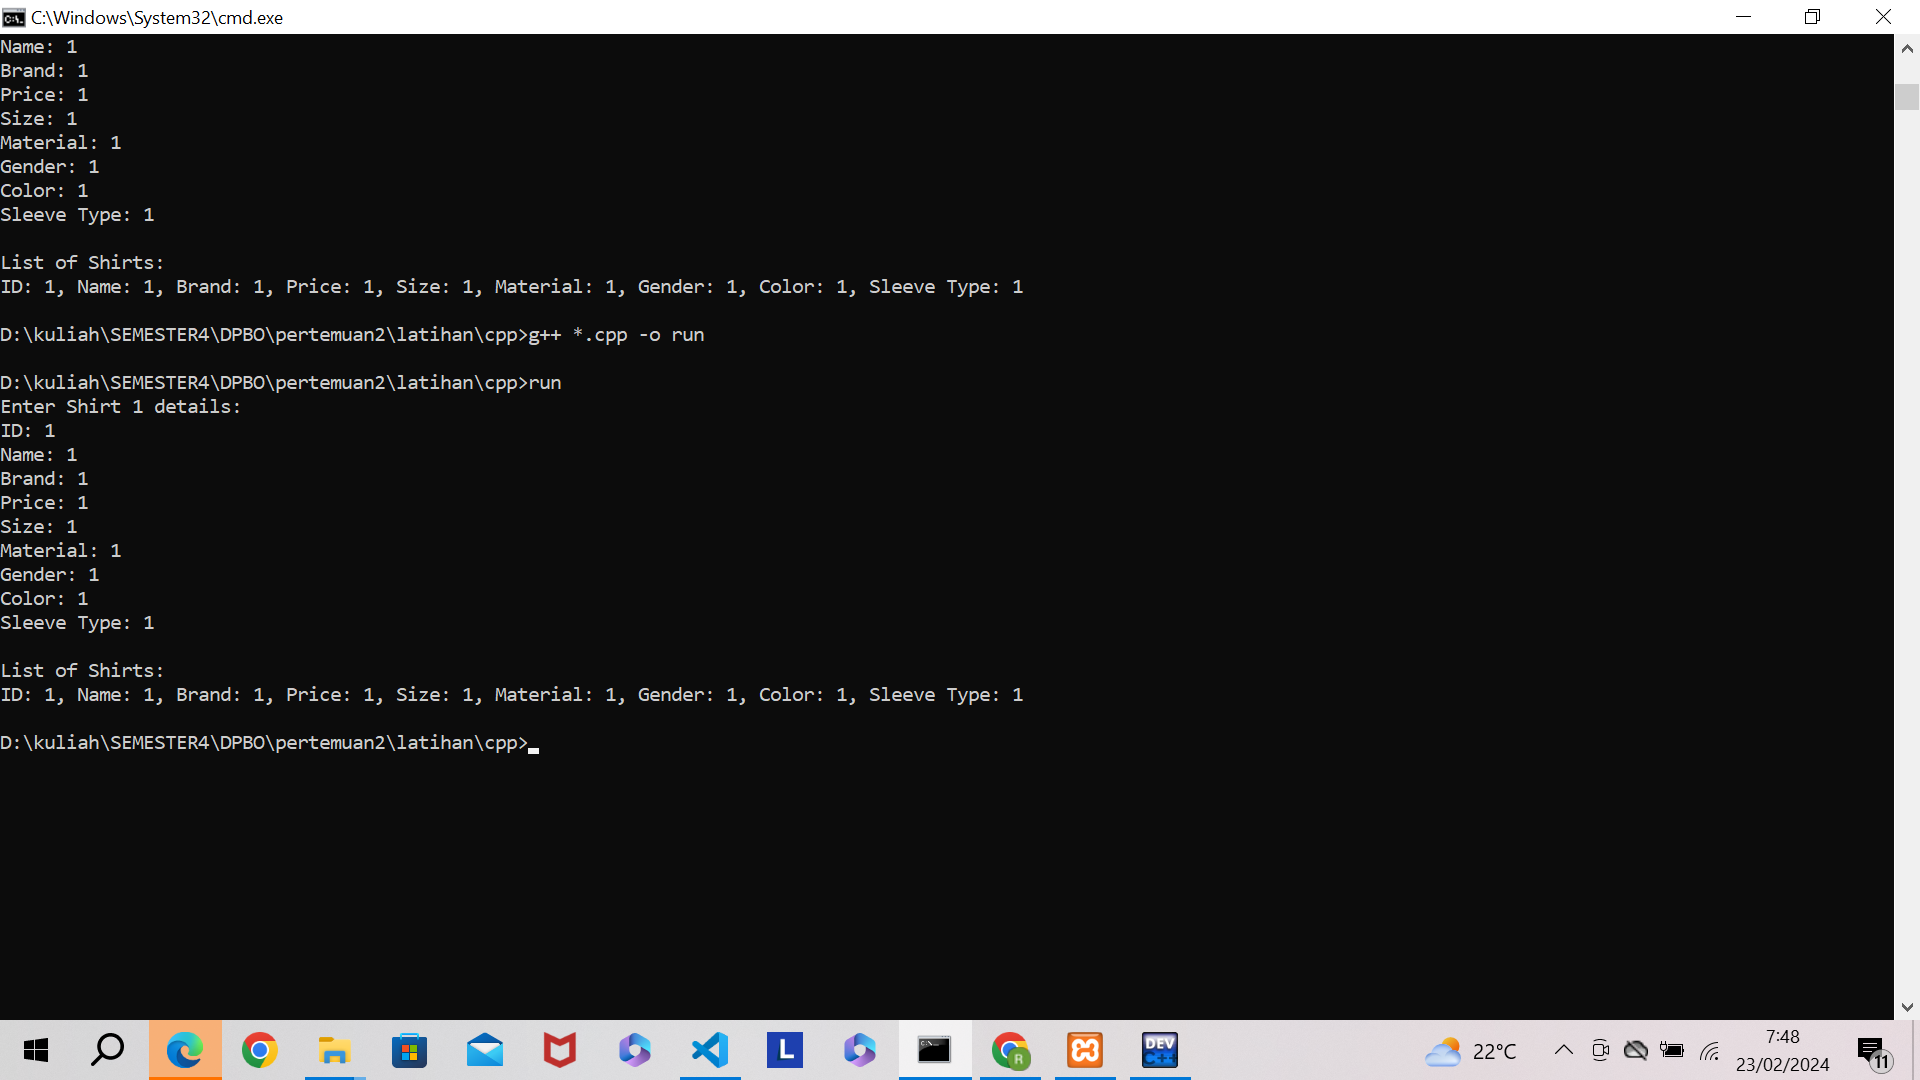 C:\Windows\System32\cmd.exe
Name: 1
Brand: 1
Price: 1
Size: 1
Material: 1
Gender: 1
Color: 1
Sleeve Type: 1
List of Shirts:
ID: 1, Name: 1, Brand: 1, Price: 1, Size: 1, Material: 1, Gender: 1, Color: 1, Sleeve Type: 1
D:\kuliah\SEMESTER4\DPBO\pertemuan2\latihan\cpp>g++ *.cpp -o run
D:\kuliah\SEMESTER4\DPBO\pertemuan2\latihan\cpp>run
Enter Shirt 1 details:
ID: 1
Name: 1
Brand: 1
Price: 1
Size: 1
Material: 1
Gender: 1
Color: 1
Sleeve Type: 1
List of Shirts:
ID: 1, Name: 1, Brand: 1, Price: 1, Size: 1, Material: 1, Gender: 1, Color: 1, Sleeve Type: 1
D:\kuliah\SEMESTER4\DPBO\pertemuan2\latihan\cpp>
L
R
DEV
C++
22°C
7:48
23/02/2024
11